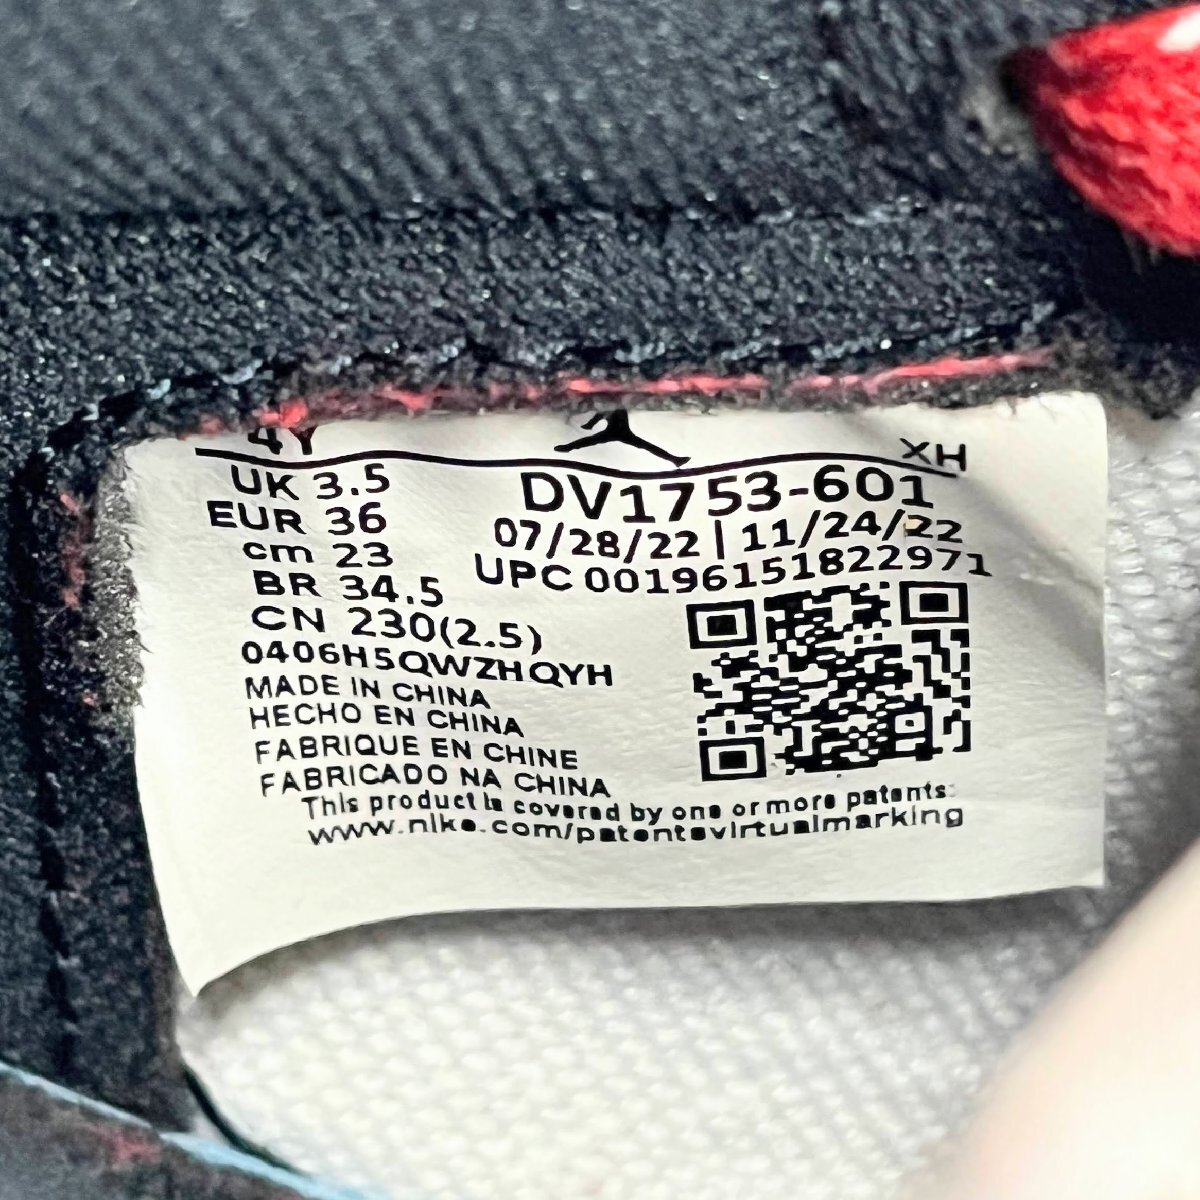 4Y
XH
UK 3.5
EUR 36
cm 23
BR 34.5
CN 230(2.5)
DV1753-601
07/28/22 | 11/24/22
UPC 00196151822971
0406H5QWZHQYH
MADE IN CHINA
HECHO EN CHINA
FABRIQUE EN CHINE
FABRICADO NA CHINA
This product is covered by one or more patents:
www.nike.com/patentsvirtualmarking